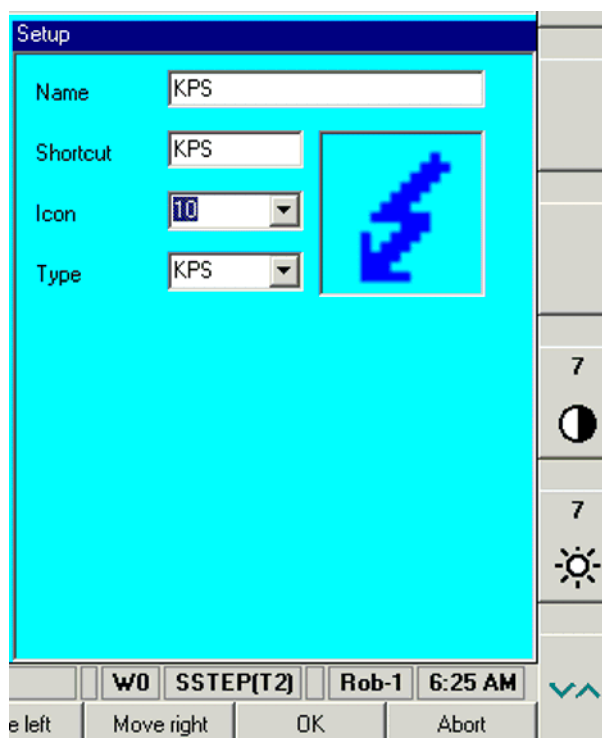 Setup
Name KPS
Shortcut KPS
Icon 10
Type KPS
7
7
W0 SSTEP(T2) Rob-1 6:25 AM
e left Move right OK Abort